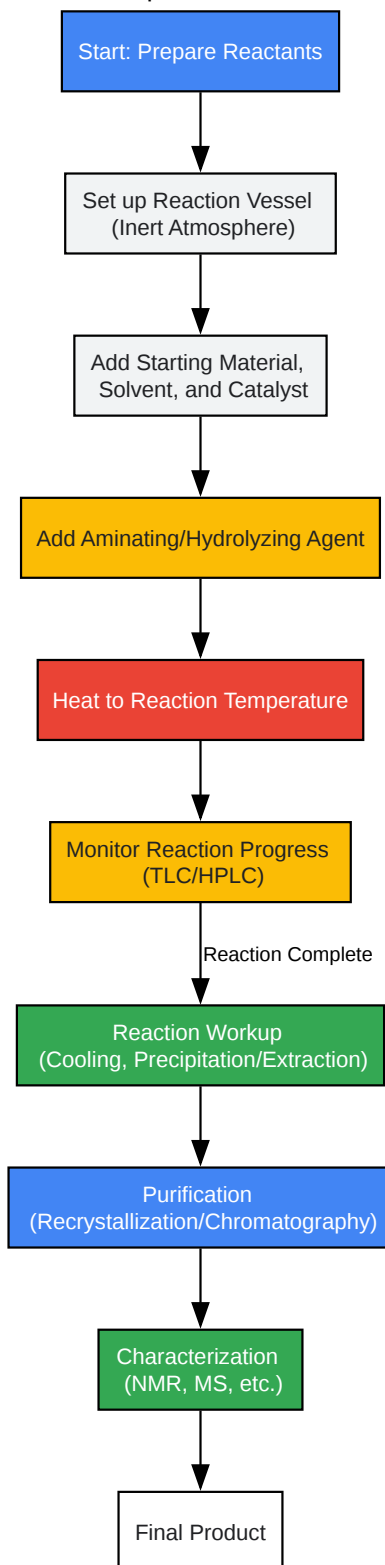 Start: Prepare Reactants
Set up Reaction Vessel
(Inert Atmosphere)
Add Starting Material,
Solvent, and Catalyst
Add Aminating/Hydrolyzing Agent
Heat to Reaction Temperature
Monitor Reaction Progress
(TLC/HPLC)
Reaction Complete
Reaction Workup
(Cooling, Precipitation/Extraction)
Purification
(Recrystallization/Chromatography)
Characterization
(NMR, MS, etc.)
Final Product